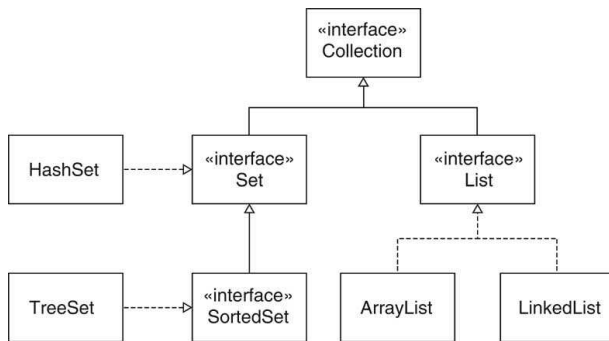 «interface»
Collection
HashSet
«interface»
Set
«interface»
List
TreeSet
«interface»
SortedSet
ArrayList
LinkedList